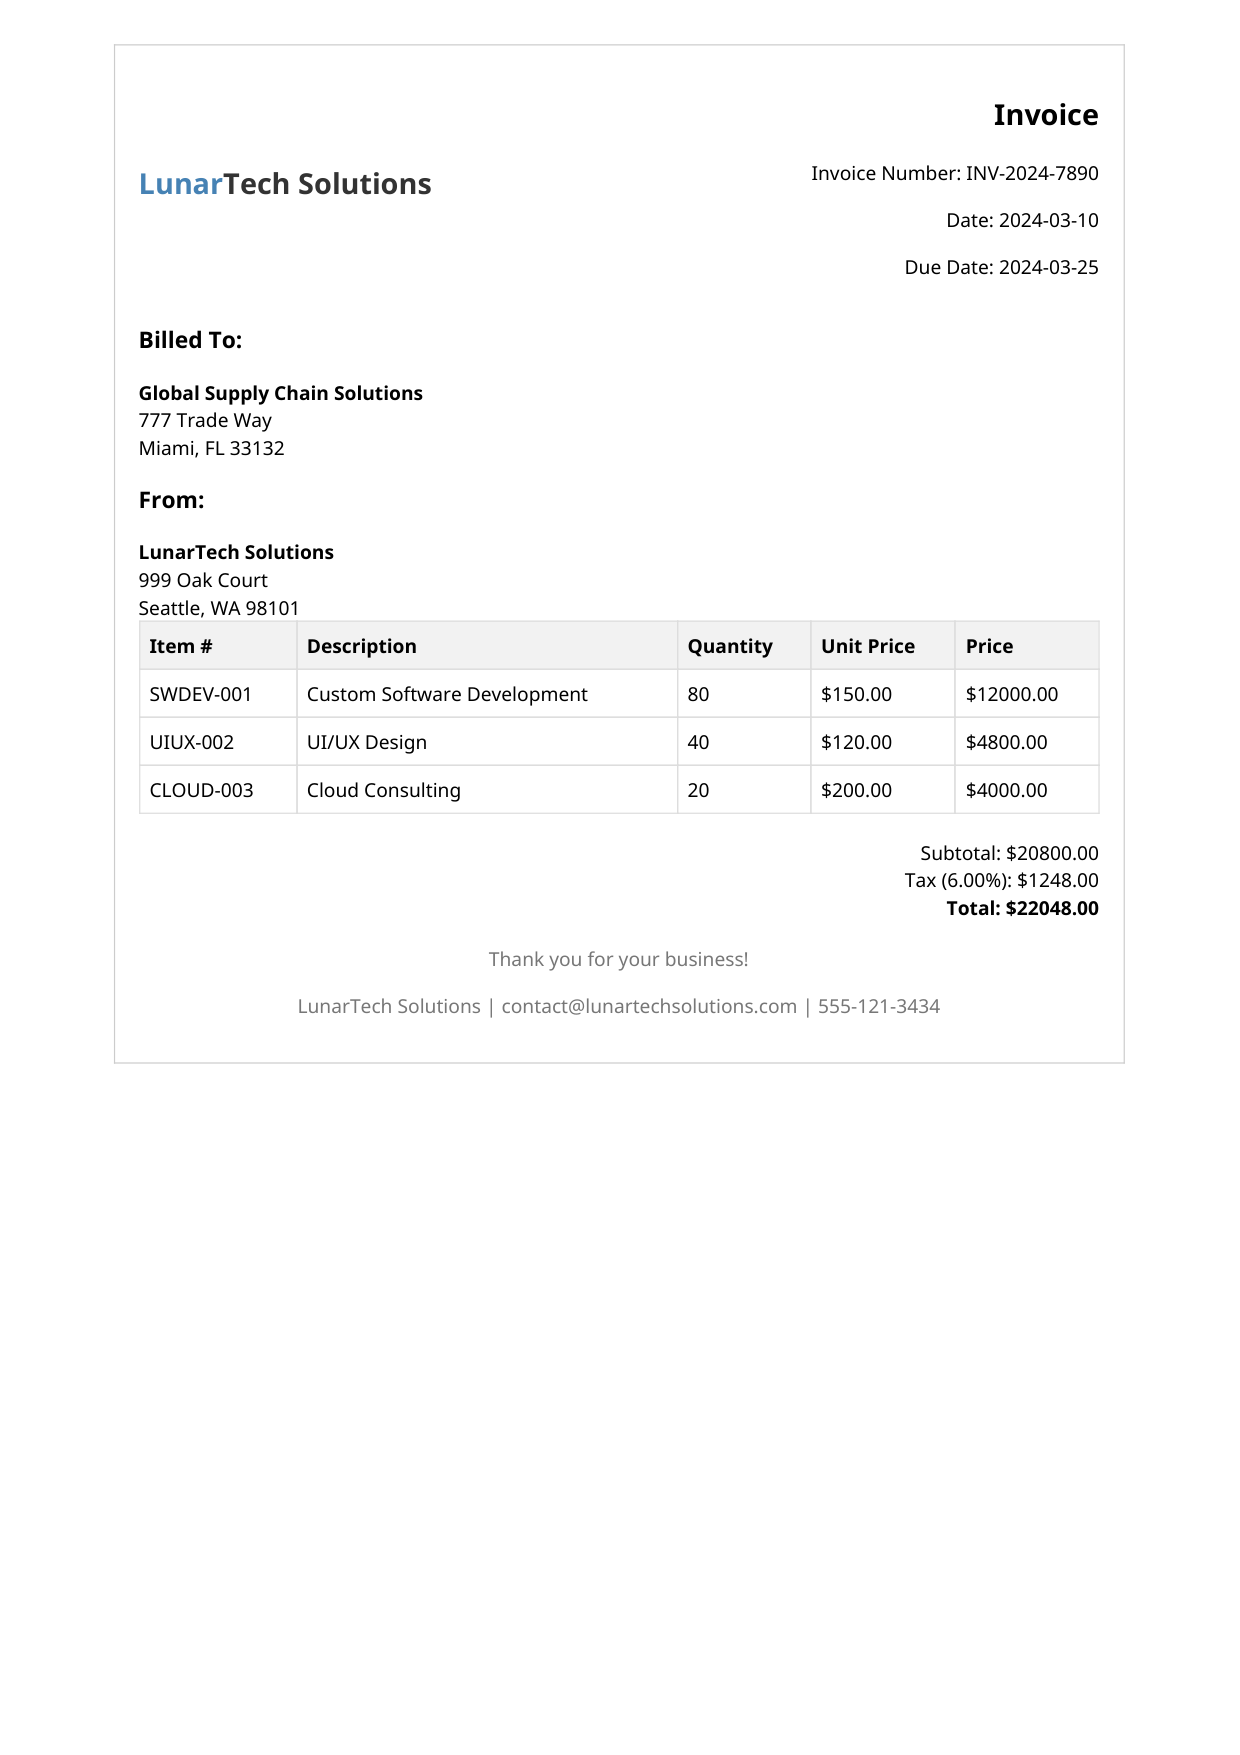 Invoice
LunarTech Solutions
Invoice Number: INV-2024-7890
Date: 2024-03-10
Due Date: 2024-03-25
Billed To:
Global Supply Chain Solutions
777 Trade Way
Miami, FL 33132
From:
LunarTech Solutions
999 Oak Court
Seattle, WA 98101
Item # Description Quantity Unit Price Price
SWDEV-001 Custom Software Development 80 $150.00 $12000.00
UIUX-002 UI/UX Design 40 $120.00 $4800.00
CLOUD-003 Cloud Consulting 20 $200.00 $4000.00
Subtotal: $20800.00
Tax (6.00%): $1248.00
Total: $22048.00
Thank you for your business!
LunarTech Solutions | contact@lunartechsolutions.com | 555-121-3434